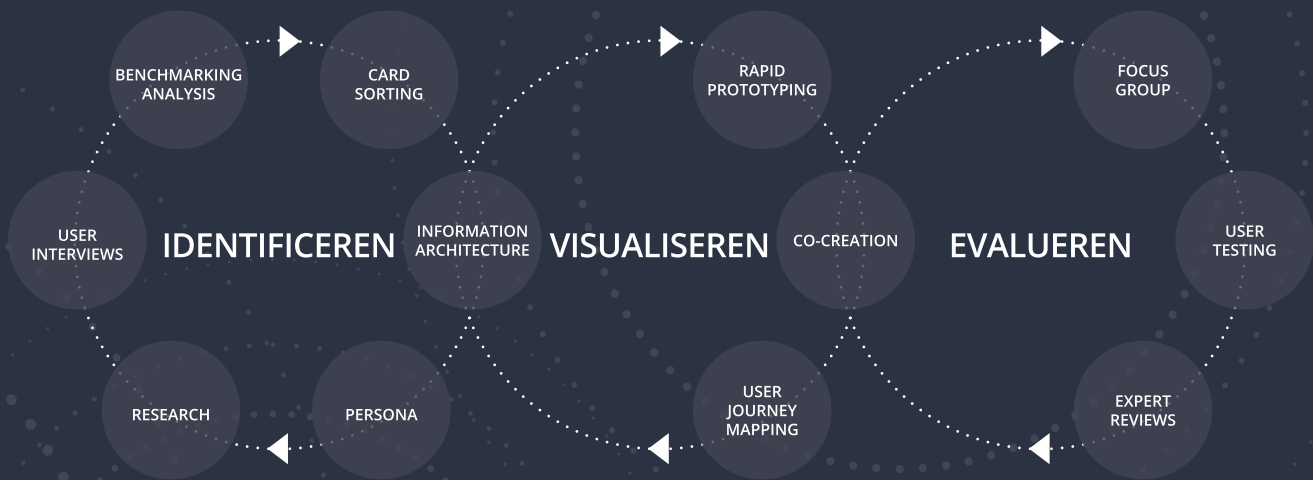 BENCHMARKING
ANALYSIS
CARD
SORTING
RAPID
PROTOTYPING
FOCUS
GROUP
USER
INTERVIEWS
IDENTIFICEREN
INFORMATION
ARCHITECTURE
VISUALISEREN
CO-CREATION
EVALUEREN
USER
TESTING
RESEARCH
PERSONA
USER
JOURNEY
MAPPING
EXPERT
REVIEWS